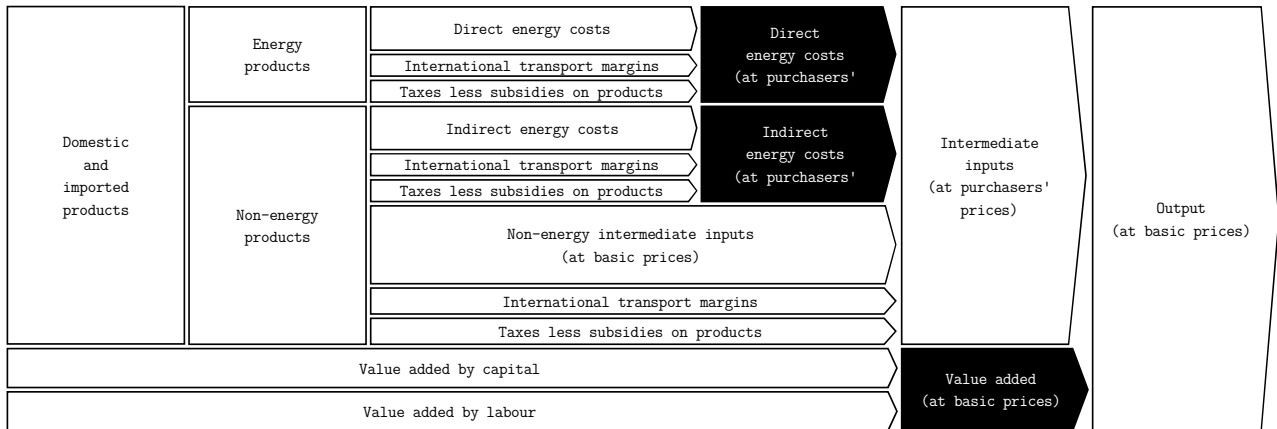 Domestic
and
imported
products
Energy
products
Direct energy costs
International transport margins
Taxes less subsidies on products
Direct
energy costs
(at purchasers'
Non-energy
products
Indirect energy costs
International transport margins
Taxes less subsidies on products
Indirect
energy costs
(at purchasers'
Non-energy intermediate inputs
(at basic prices)
International transport margins
Taxes less subsidies on products
Intermediate
inputs
(at purchasers'
prices)
Value added by capital
Value added by labour
Value added
(at basic prices)
Output
(at basic prices)